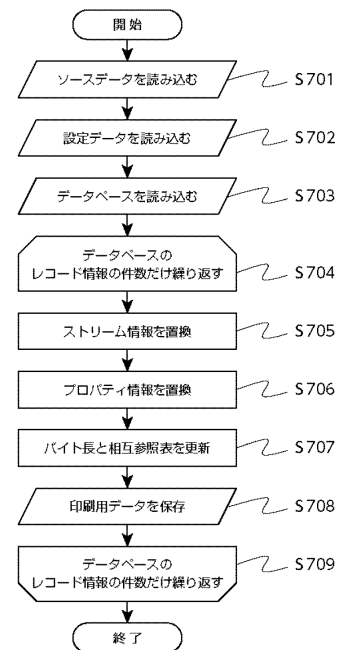 開始
ソースデータを読み込む
S701
設定データを読み込む
S702
データベースを読み込む
S703
データベースの
レコード情報の件数だけ繰り返す
S704
ストリーム情報を置換
S705
プロパティ情報を置換
S706
バイト長と相互参照表を更新
S707
印刷用データを保存
S708
データベースの
レコード情報の件数だけ繰り返す
S709
終了